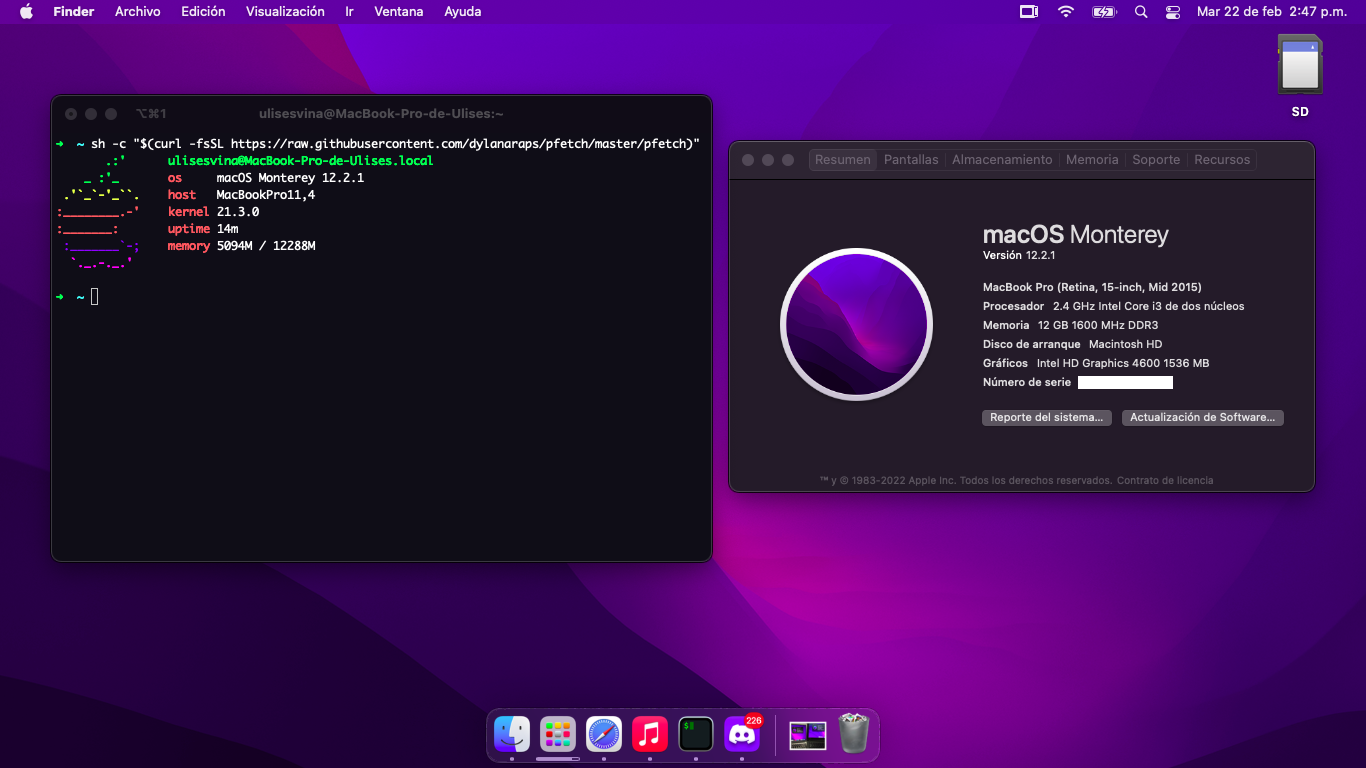 Finder Archivo Edición Visualización Ir Ventana Ayuda
Mar 22 de feb 2:47 p.m.
SD
⌥⌘1 ulisesvina@MacBook-Pro-de-Ulises:~
➜ ~ sh -c "$(curl -fsSL https://raw.githubusercontent.com/dylanaraps/pfetch/master/pfetch)"
ulisesvina@MacBook-Pro-de-Ulises.local
os macOS Monterey 12.2.1
host MacBookPro11,4
kernel 21.3.0
uptime 14m
memory 5094M / 12288M
➜ ~
Resumen Pantallas Almacenamiento Memoria Soporte Recursos
macOS Monterey
Versión 12.2.1
MacBook Pro (Retina, 15-inch, Mid 2015)
Procesador 2.4 GHz Intel Core i3 de dos núcleos
Memoria 12 GB 1600 MHz DDR3
Disco de arranque Macintosh HD
Gráficos Intel HD Graphics 4600 1536 MB
Número de serie
Reporte del sistema... Actualización de Software...
™ y © 1983-2022 Apple Inc. Todos los derechos reservados. Contrato de licencia
$
226